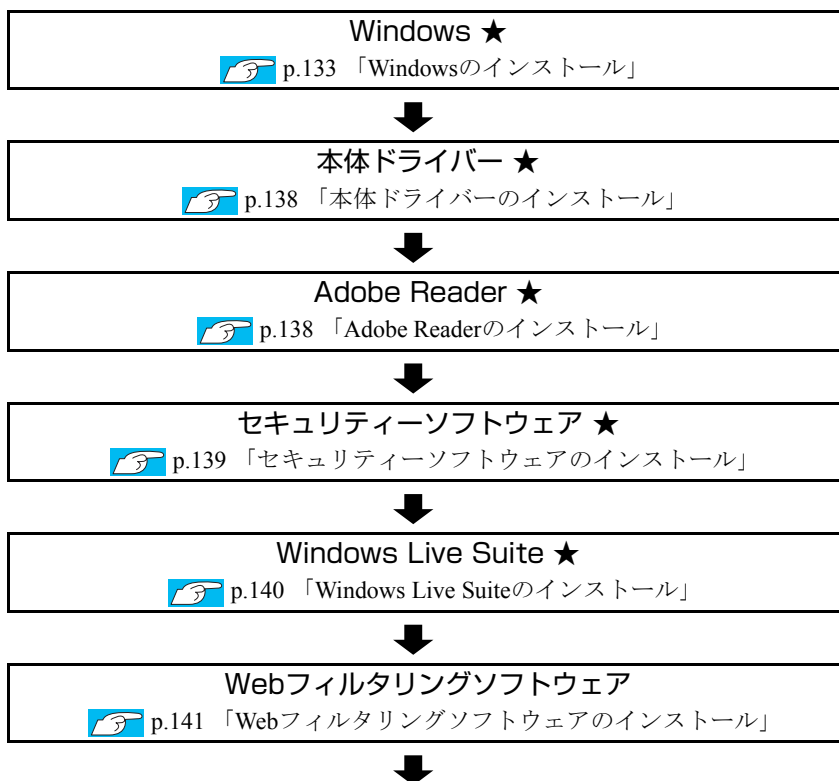 Windows ★
p.133 「Windowsのインストール」
本体ドライバー ★
p.138 「本体ドライバーのインストール」
Adobe Reader ★
p.138 「Adobe Readerのインストール」
セキュリティーソフトウェア ★
p.139 「セキュリティーソフトウェアのインストール」
Windows Live Suite ★
p.140 「Windows Live Suiteのインストール」
Webフィルタリングソフトウェア
p.141 「Webフィルタリングソフトウェアのインストール」